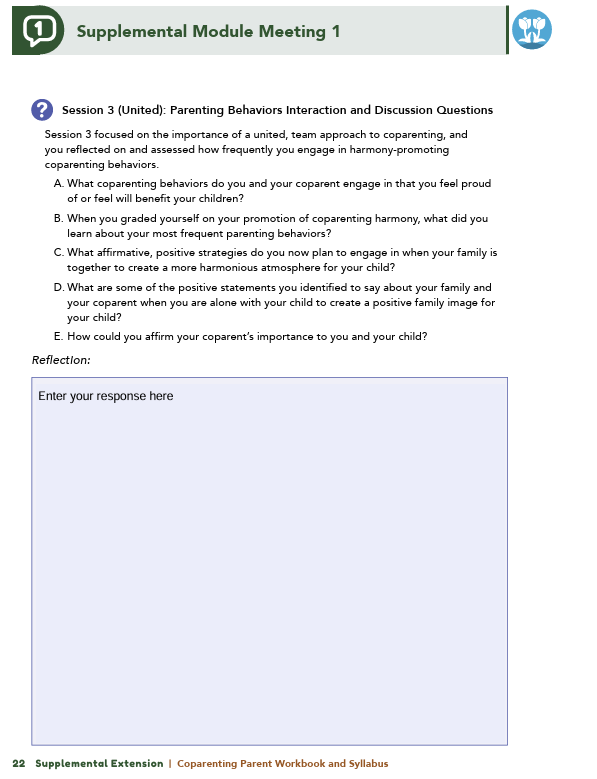 1
Supplemental Module Meeting 1
?
Session 3 (United): Parenting Behaviors Interaction and Discussion Questions
Session 3 focused on the importance of a united, team approach to coparenting, and
you reflected on and assessed how frequently you engage in harmony-promoting
coparenting behaviors.
A. What coparenting behaviors do you and your coparent engage in that you feel proud
of or feel will benefit your children?
B. When you graded yourself on your promotion of coparenting harmony, what did you
learn about your most frequent parenting behaviors?
C. What affirmative, positive strategies do you now plan to engage in when your family is
together to create a more harmonious atmosphere for your child?
D. What are some of the positive statements you identified to say about your family and
your coparent when you are alone with your child to create a positive family image for
your child?
E. How could you affirm your coparent’s importance to you and your child?
Reflection:
Enter your response here
22 Supplemental Extension | Coparenting Parent Workbook and Syllabus